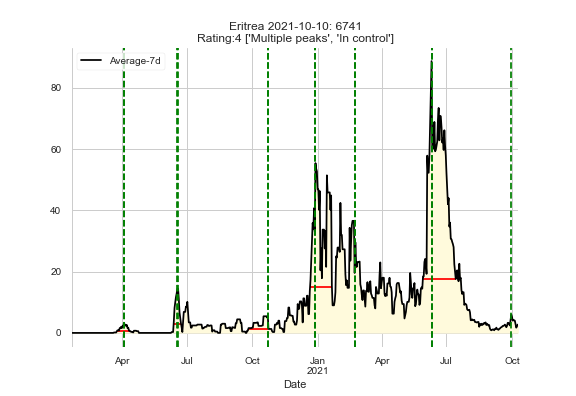 Eritrea 2021-10-10: 6741
Rating:4 ['Multiple peaks', 'In control']
Average-7d
80
60
40
20
0
Apr Jul Oct Jan Apr Jul Oct
2021
Date